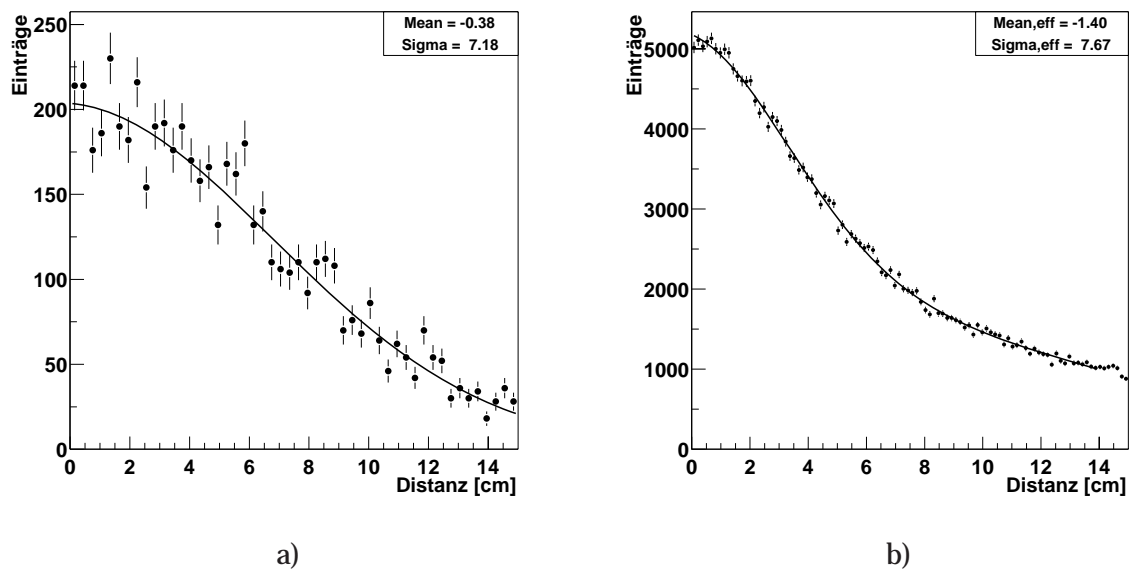 Einträge
Mean = -0.38
Sigma = 7.18
250
200
150
100
50
0
0 2 4 6 8 10 12 14
Distanz [cm]
a)
Einträge
Mean,eff = -1.40
Sigma,eff = 7.67
5000
4000
3000
2000
1000
0
0 2 4 6 8 10 12 14
Distanz [cm]
b)